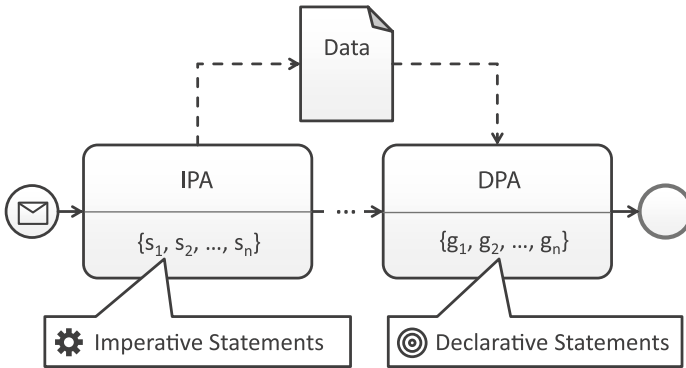 Data
IPA
DPA
{s₁, s₂, ..., sₙ}
...
{g₁, g₂, ..., gₙ}
Imperative Statements
Declarative Statements